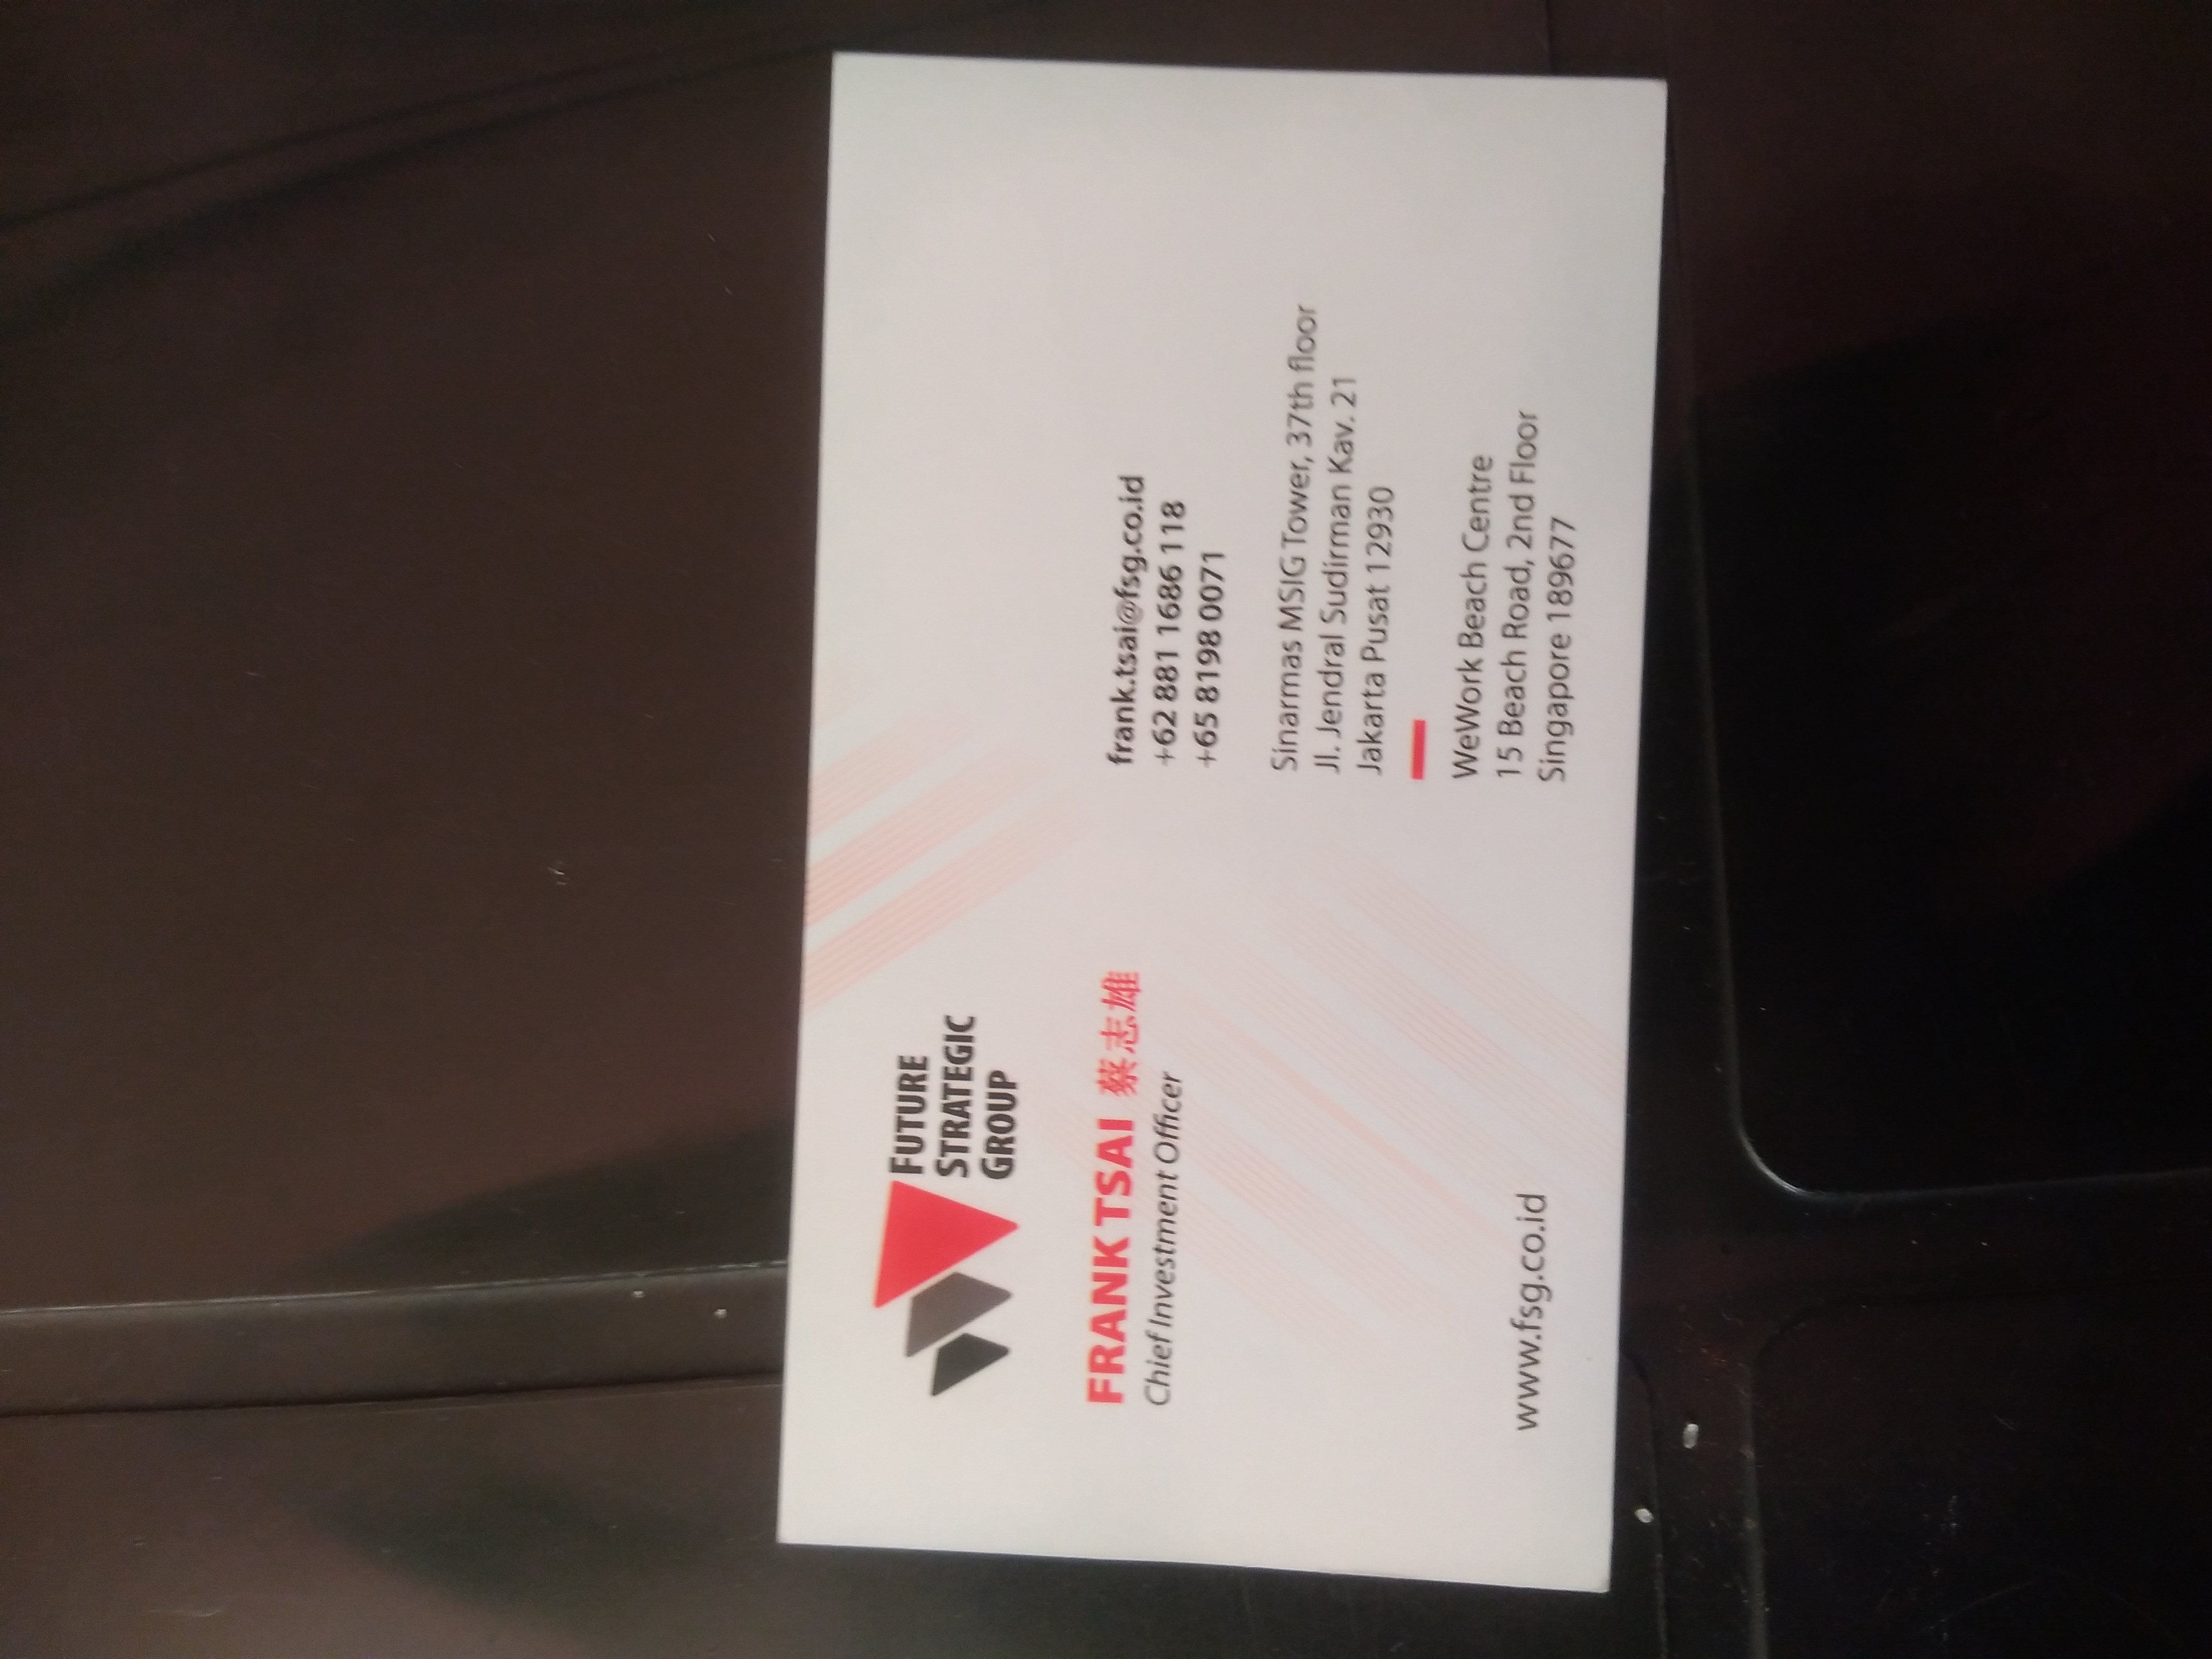 FUTURE
STRATEGIC
GROUP
FRANK TSAI 蔡志雄
Chief Investment Officer
www.fsg.co.id
frank.tsai@fsg.co.id
+62 881 1686 118
+65 8198 0071
Sinarmas MSIG Tower, 37th floor
Jl. Jendral Sudirman Kav. 21
Jakarta Pusat 12930
WeWork Beach Centre
15 Beach Road, 2nd Floor
Singapore 189677